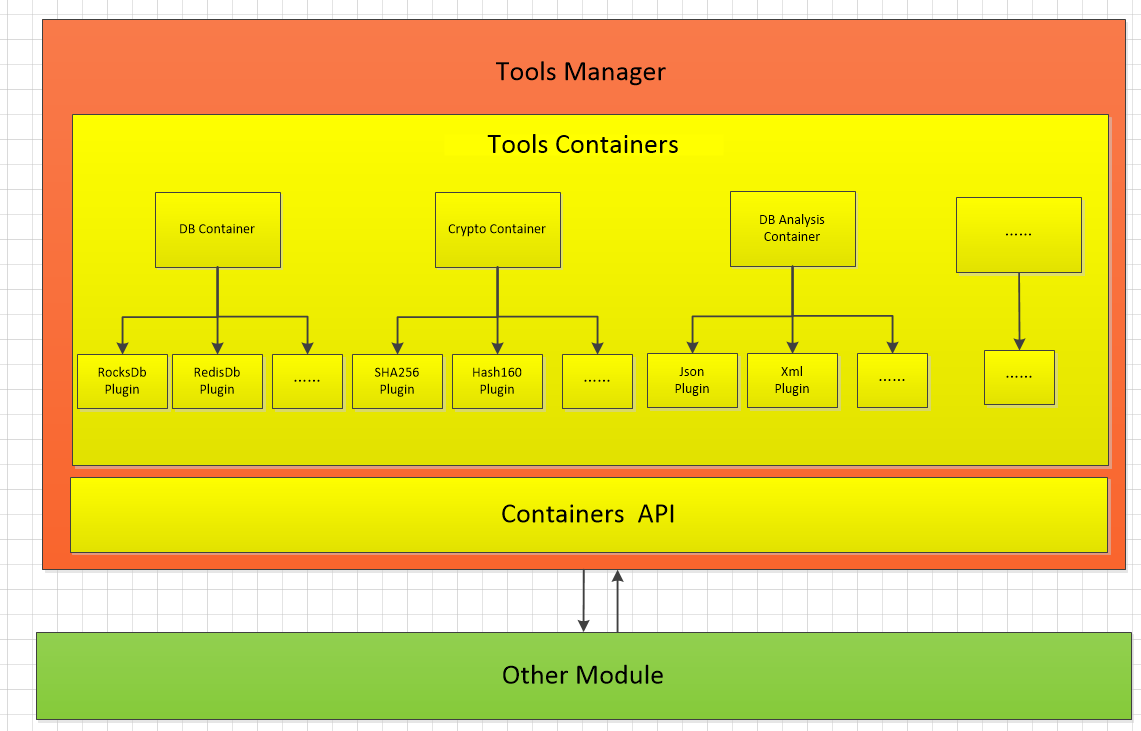 Tools Manager
Tools Containers
DB Container
Crypto Container
DB Analysis
Container
......
RocksDb
Plugin
RedisDb
Plugin
......
SHA256
Plugin
Hash160
Plugin
......
Json
Plugin
Xml
Plugin
......
......
Containers API
Other Module